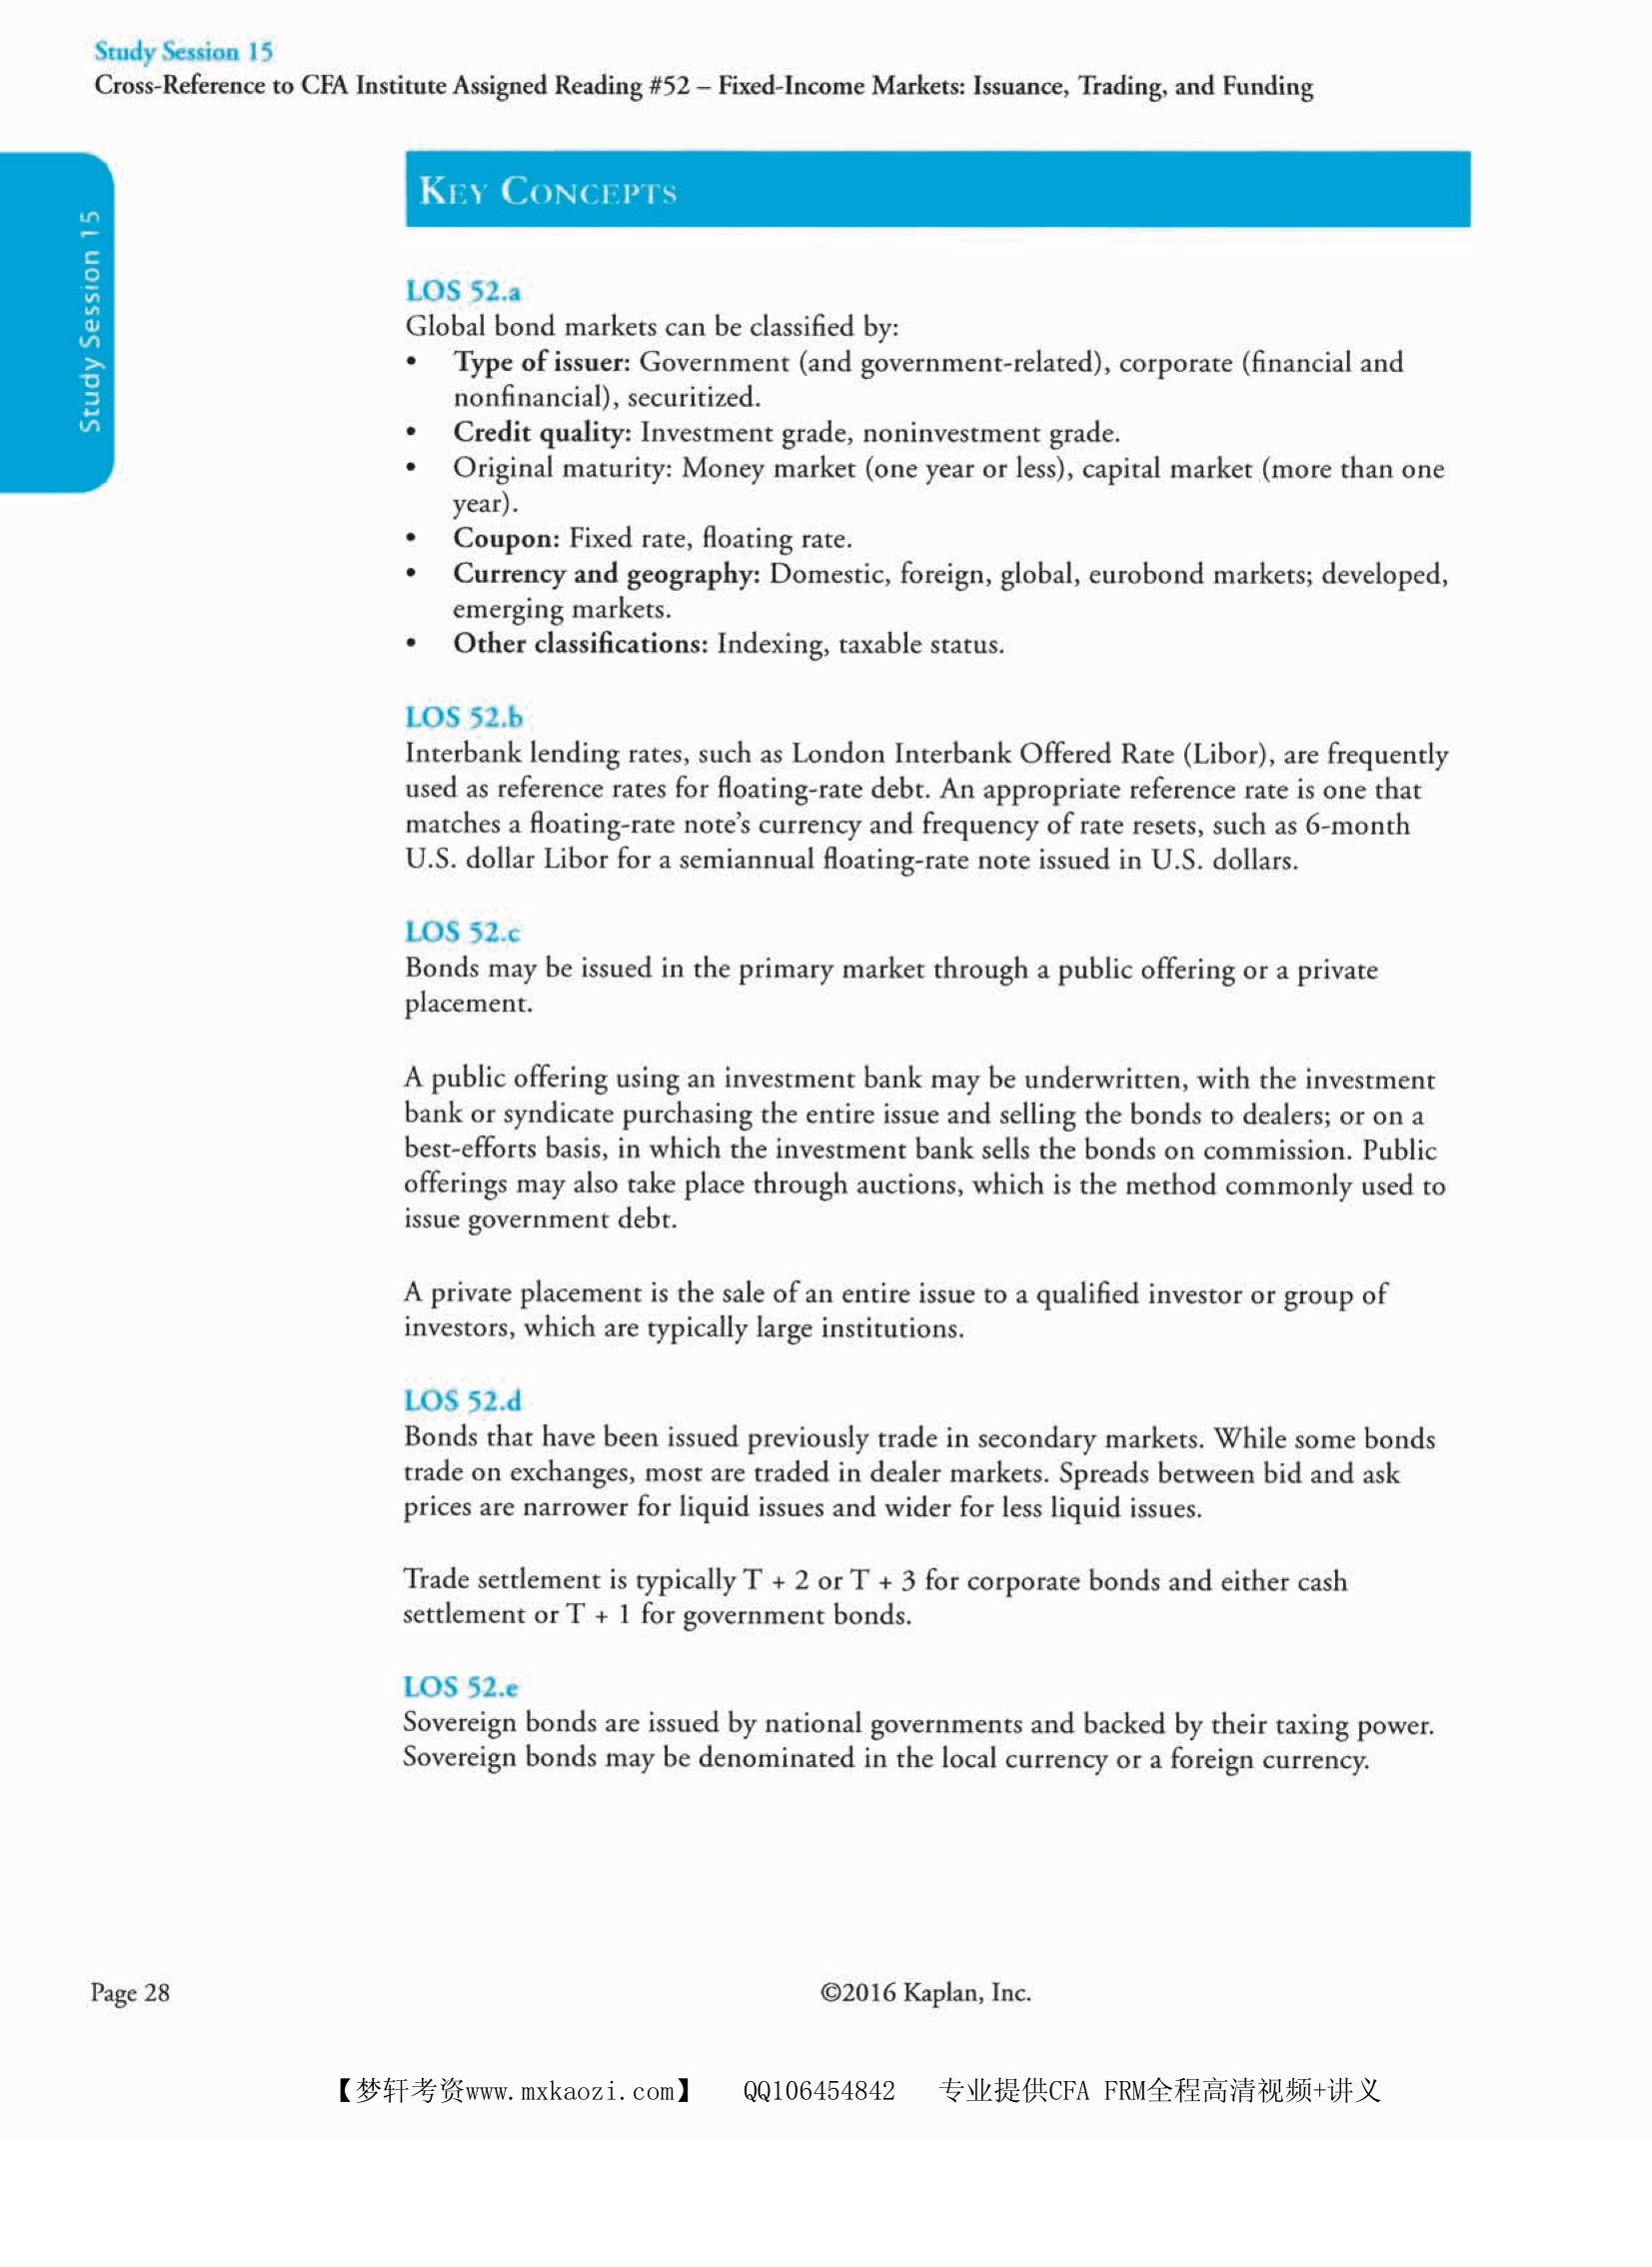 Study Session 15
Cross-Reference to CFA Institute Assigned Reading #52 – Fixed-Income Markets: Issuance, Trading, and Funding
Study Session 15
KEY CONCEPTS
LOS 52.a
Global bond markets can be classified by:
• Type of issuer: Government (and government-related), corporate (financial and
nonfinancial), securitized.
• Credit quality: Investment grade, noninvestment grade.
• Original maturity: Money market (one year or less), capital market (more than one
year).
• Coupon: Fixed rate, floating rate.
• Currency and geography: Domestic, foreign, global, eurobond markets; developed,
emerging markets.
• Other classifications: Indexing, taxable status.
LOS 52.b
Interbank lending rates, such as London Interbank Offered Rate (Libor), are frequently
used as reference rates for floating-rate debt. An appropriate reference rate is one that
matches a floating-rate note’s currency and frequency of rate resets, such as 6-month
U.S. dollar Libor for a semiannual floating-rate note issued in U.S. dollars.
LOS 52.c
Bonds may be issued in the primary market through a public offering or a private
placement.
A public offering using an investment bank may be underwritten, with the investment
bank or syndicate purchasing the entire issue and selling the bonds to dealers; or on a
best-efforts basis, in which the investment bank sells the bonds on commission. Public
offerings may also take place through auctions, which is the method commonly used to
issue government debt.
A private placement is the sale of an entire issue to a qualified investor or group of
investors, which are typically large institutions.
LOS 52.d
Bonds that have been issued previously trade in secondary markets. While some bonds
trade on exchanges, most are traded in dealer markets. Spreads between bid and ask
prices are narrower for liquid issues and wider for less liquid issues.
Trade settlement is typically T + 2 or T + 3 for corporate bonds and either cash
settlement or T + 1 for government bonds.
LOS 52.e
Sovereign bonds are issued by national governments and backed by their taxing power.
Sovereign bonds may be denominated in the local currency or a foreign currency.
Page 28
©2016 Kaplan, Inc.
【梦轩考资www.mxkaozi.com】 QQ106454842 专业提供CFA FRM全程高清视频+讲义